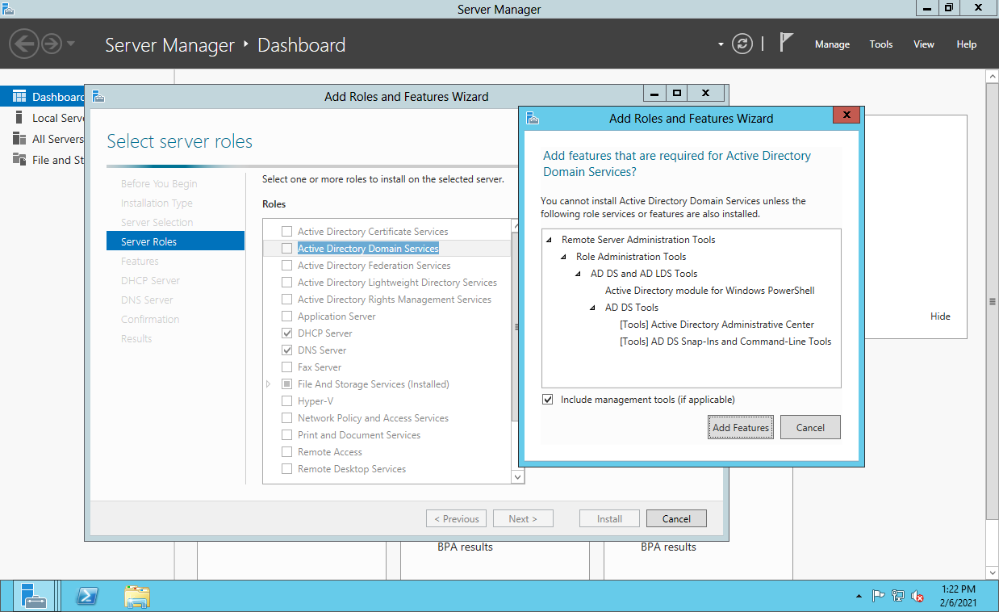 Server Manager
Server Manager
Dashboard
Manage
Tools
View
Help
Dashboard
Local Serve
All Servers
File and St
Add Roles and Features Wizard
Select server roles
Before You Begin
Installation Type
Server Selection
Server Roles
Features
DHCP Server
DNS Server
Confirmation
Results
Select one or more roles to install on the selected server.
Roles
Active Directory Certificate Services
Active Directory Domain Services
Active Directory Federation Services
Active Directory Lightweight Directory Services
Active Directory Rights Management Services
Application Server
DHCP Server
DNS Server
Fax Server
File And Storage Services (Installed)
Hyper-V
Network Policy and Access Services
Print and Document Services
Remote Access
Remote Desktop Services
< Previous
Next >
Install
Cancel
Add Roles and Features Wizard
Add features that are required for Active Directory
Domain Services?
You cannot install Active Directory Domain Services unless the
following role services or features are also installed.
Remote Server Administration Tools
Role Administration Tools
AD DS and AD LDS Tools
Active Directory module for Windows PowerShell
AD DS Tools
[Tools] Active Directory Administrative Center
[Tools] AD DS Snap-Ins and Command-Line Tools
Include management tools (if applicable)
Add Features
Cancel
Hide
BPA results
BPA results
1:22 PM
2/6/2021